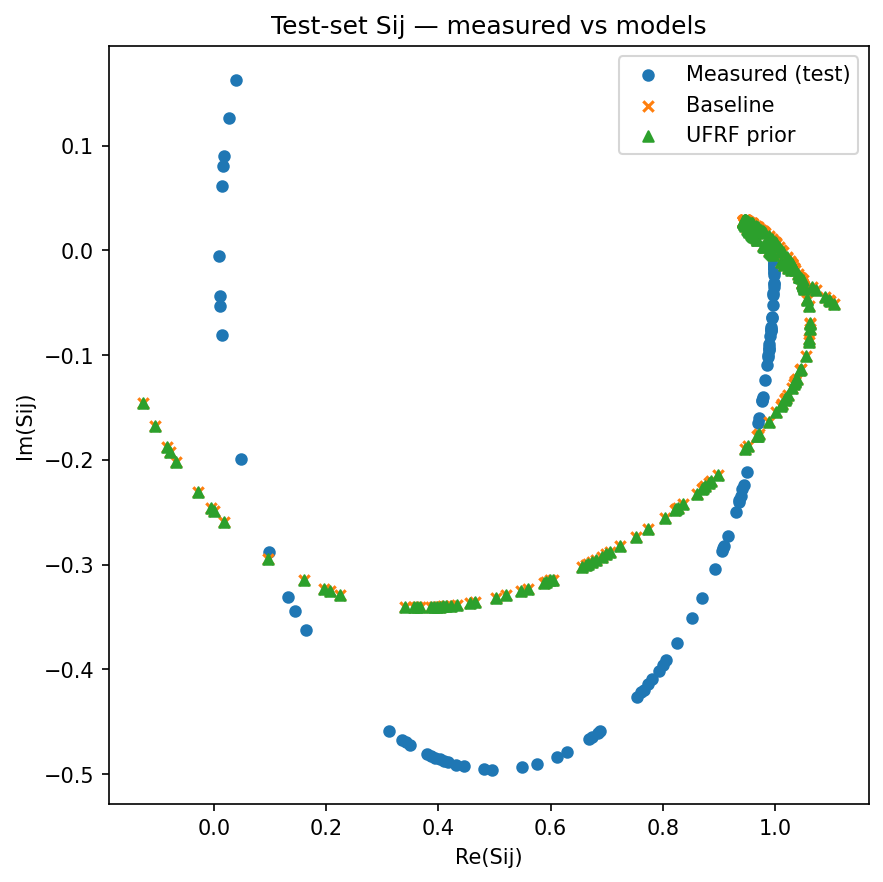 Test-set Sij — measured vs models
Measured (test)
Baseline
UFRF prior
0.1
0.0
−0.1
−0.2
−0.3
−0.4
−0.5
Im(Sij)
0.0 0.2 0.4 0.6 0.8 1.0
Re(Sij)